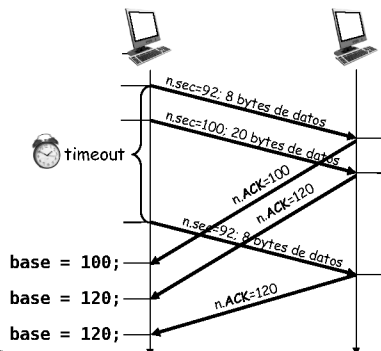 n.sec=92; 8 bytes de datos
n.sec=100; 20 bytes de datos
timeout
n.ACK=100
n.ACK=120
n.sec=92; 8 bytes de datos
base = 100;
base = 120;
n.ACK=120
base = 120;